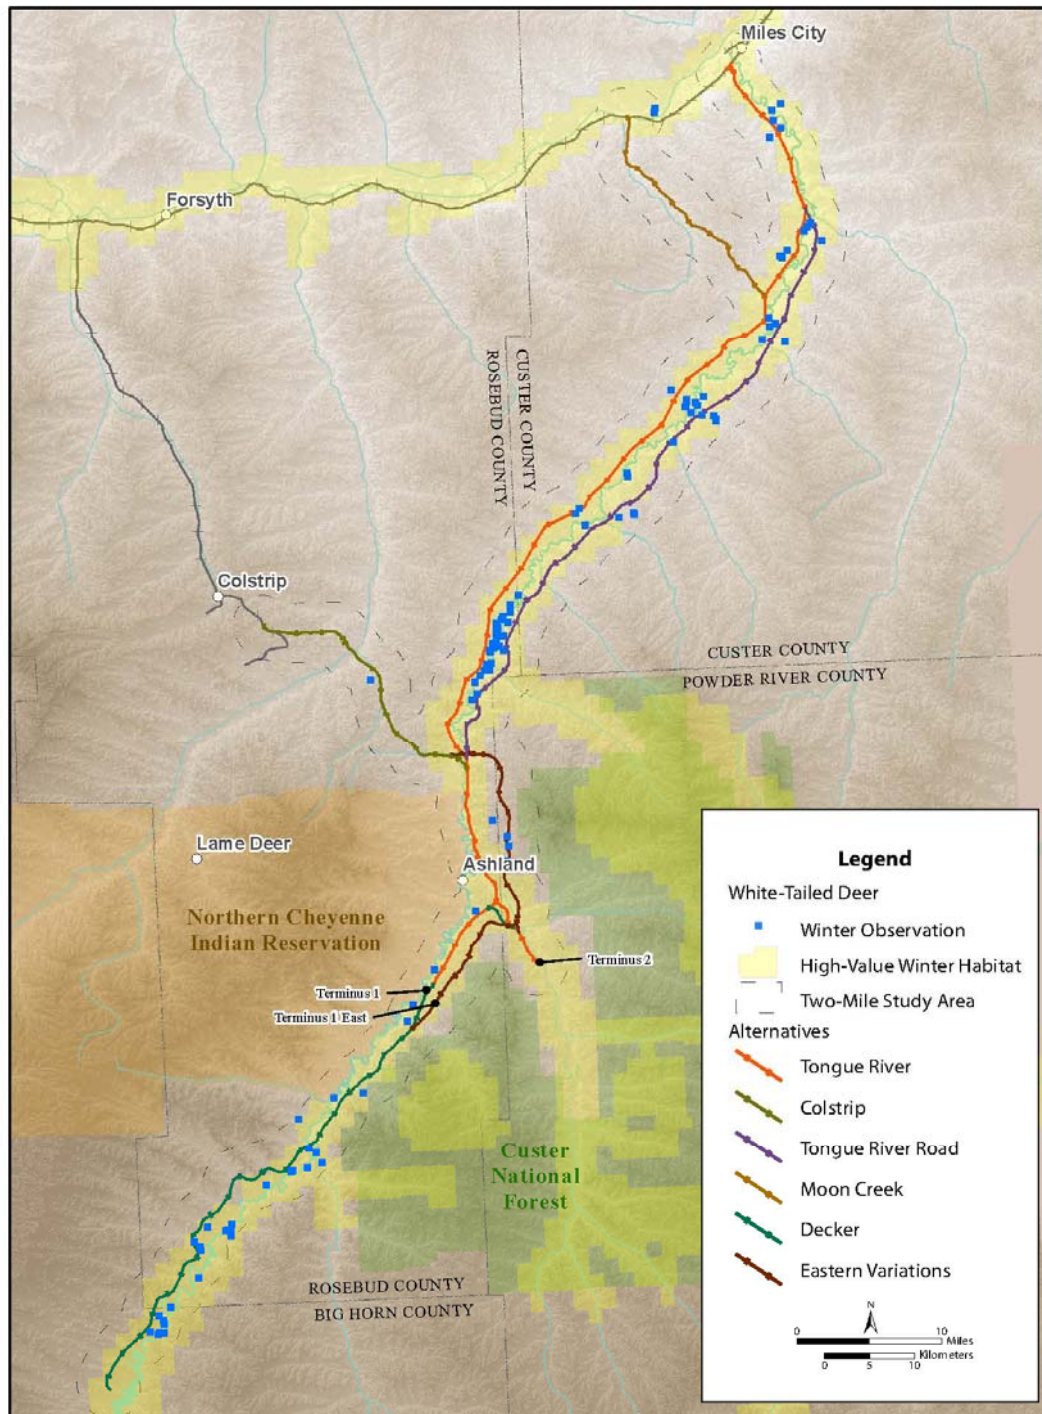 Miles City
Forsyth
CUSTER COUNTY
ROSEBUD COUNTY
Colstrip
CUSTER COUNTY
POWDER RIVER COUNTY
Lame Deer
Ashland
Northern Cheyenne
Indian Reservation
Terminus 2
Terminus 1
Terminus 1 East
Custer
National
Forest
ROSEBUD COUNTY
BIG HORN COUNTY
Legend
White-Tailed Deer
Winter Observation
High-Value Winter Habitat
Two-Mile Study Area
Alternatives
Tongue River
Colstrip
Tongue River Road
Moon Creek
Decker
Eastern Variations
N
0 10
Miles
Kilometers
0 5 10